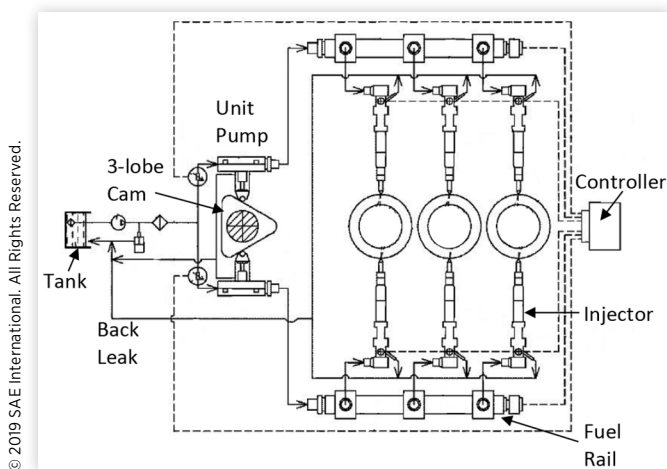 © 2019 SAE International. All Rights Reserved.
Unit
Pump
3-lobe
Cam
Controller
Tank
Back
Leak
Injector
Fuel
Rail